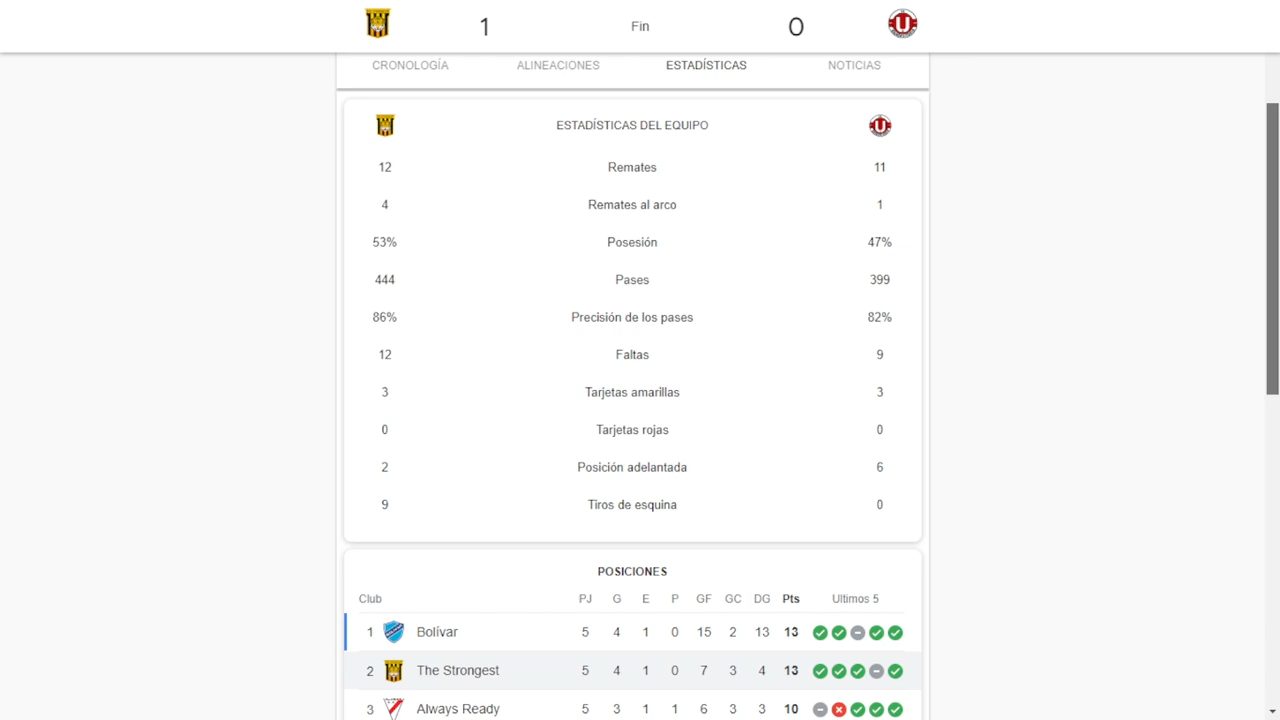 1 Fin 0
CRONOLOGÍA ALINEACIONES ESTADÍSTICAS NOTICIAS
ESTADÍSTICAS DEL EQUIPO
12 Remates 11
4 Remates al arco 1
53% Posesión 47%
444 Pases 399
86% Precisión de los pases 82%
12 Faltas 9
3 Tarjetas amarillas 3
0 Tarjetas rojas 0
2 Posición adelantada 6
9 Tiros de esquina 0
POSICIONES
Club PJ G E P GF GC DG Pts Ultimos 5
1 Bolívar 5 4 1 0 15 2 13 13
2 The Strongest 5 4 1 0 7 3 4 13
3 Always Ready 5 3 1 1 6 3 3 10